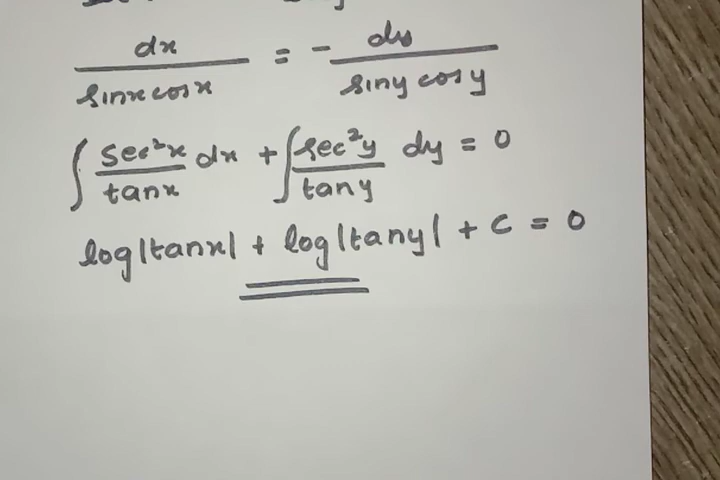 dx/(sinx cosx) = - dy/(siny cosy)
∫ sec²x/tanx dx + ∫ sec²y/tany dy = 0
log|tanx| + log|tany| + c = 0